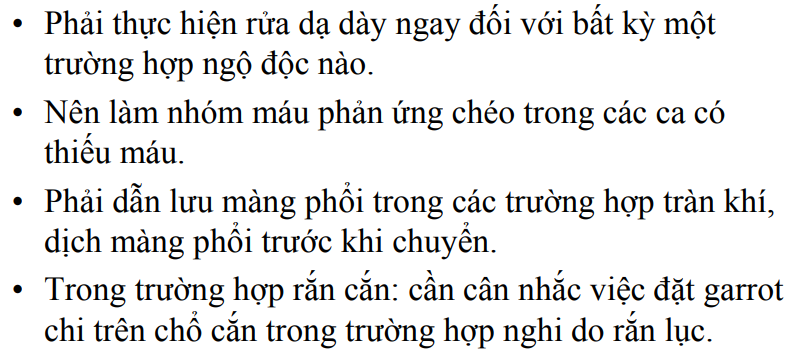 • Phải thực hiện rửa dạ dày ngay đối với bất kỳ một
trường hợp ngộ độc nào.
• Nên làm nhóm máu phản ứng chéo trong các ca có
thiếu máu.
• Phải dẫn lưu màng phổi trong các trường hợp tràn khí,
dịch màng phổi trước khi chuyển.
• Trong trường hợp rắn cắn: cần cân nhắc việc đặt garrot
chi trên chổ cắn trong trường hợp nghi do rắn lục.